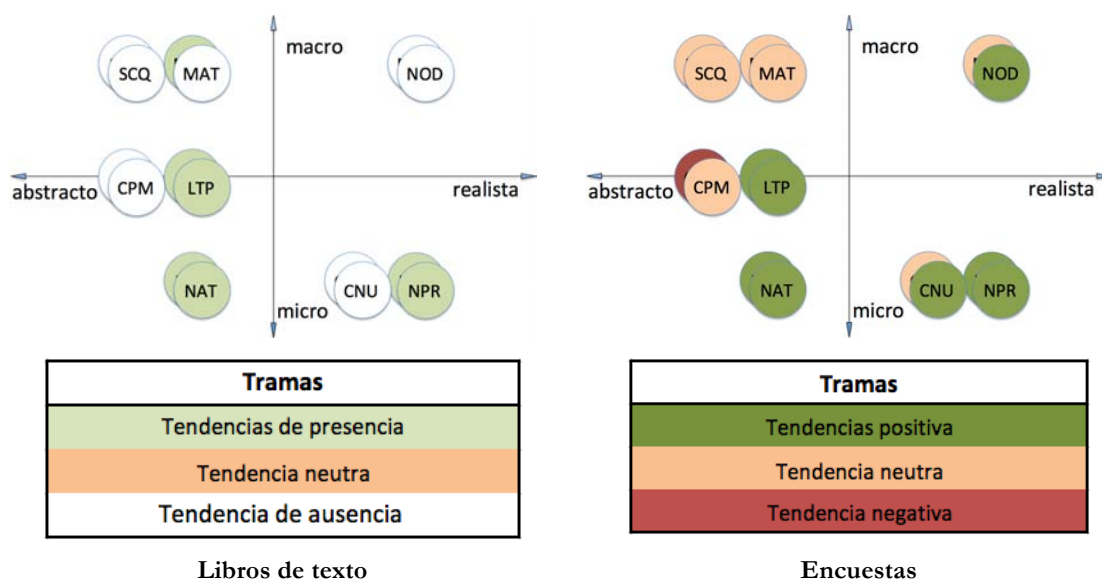 macro
SCQ MAT NOD
abstracto CPM LTP realista
NAT CNU NPR
micro
Tramas
Tendencias de presencia
Tendencia neutra
Tendencia de ausencia
Libros de texto
macro
SCQ MAT NOD
abstracto CPM LTP realista
NAT CNU NPR
micro
Tramas
Tendencias positiva
Tendencia neutra
Tendencia negativa
Encuestas